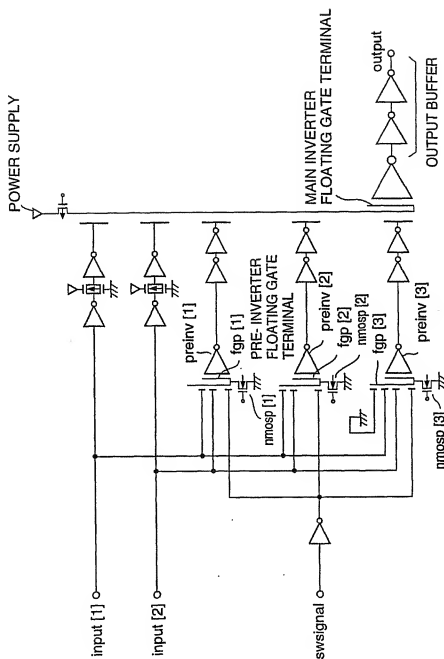 POWER SUPPLY
MAIN INVERTER
FLOATING GATE TERMINAL
output
OUTPUT BUFFER
preinv [1]
fgp [1]
PRE- INVERTER
FLOATING GATE
TERMINAL
nmosp [1]
preinv [2]
fgp [2]
nmosp [2]
fgp [3]
preinv [3]
nmosp [3]
input [1]
input [2]
swsignal